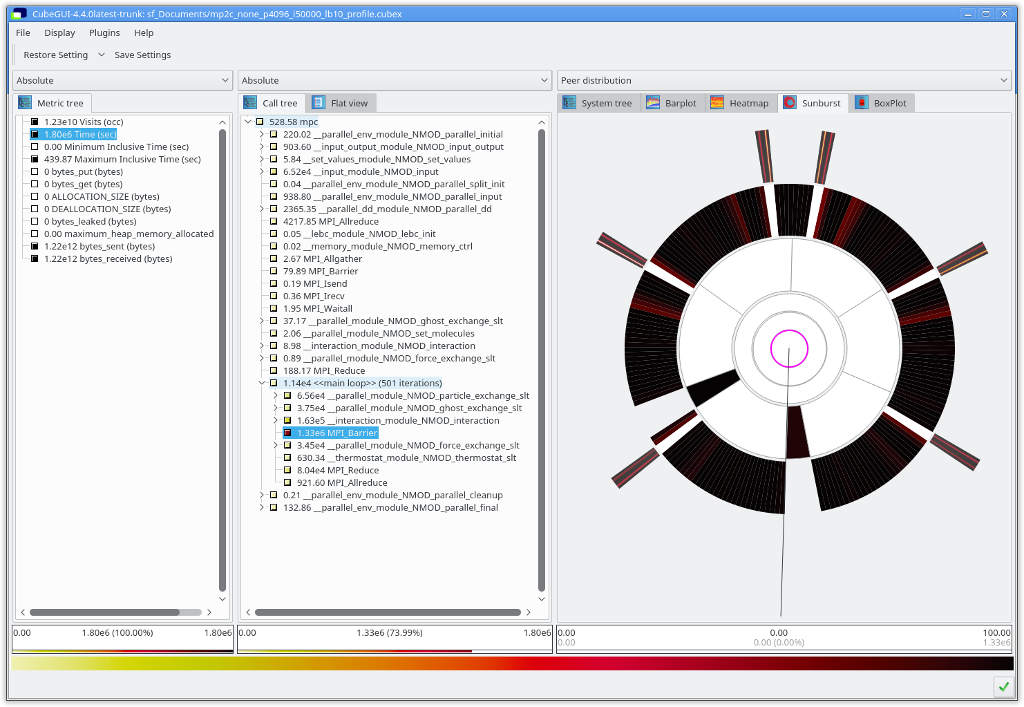 CubeGUI-4.4.0latest-trunk: sf_Documents/mp2c_none_p4096_i50000_lb10_profile.cubex
File Display Plugins Help
Restore Setting Save Settings
Absolute
Metric tree
1.23e10 Visits (occ)
1.80e6 Time (sec)
0.00 Minimum Inclusive Time (sec)
439.87 Maximum Inclusive Time (sec)
0 bytes_put (bytes)
0 bytes_get (bytes)
0 ALLOCATION_SIZE (bytes)
0 DEALLOCATION_SIZE (bytes)
0 bytes_leaked (bytes)
0.00 maximum_heap_memory_allocated
1.22e12 bytes_sent (bytes)
1.22e12 bytes_received (bytes)
0.00 1.80e6 (100.00%) 1.80e6
Absolute
Call tree Flat view
528.58 mpc
220.02 __parallel_env_module_NMOD_parallel_initial
903.60 __input_output_module_NMOD_input_output
5.84 __set_values_module_NMOD_set_values
6.52e4 __input_module_NMOD_input
0.04 __parallel_env_module_NMOD_parallel_split_init
938.80 __parallel_env_module_NMOD_parallel_input
2365.35 __parallel_dd_module_NMOD_parallel_dd
4217.85 MPI_Allreduce
0.05 __lebc_module_NMOD_lebc_init
0.02 __memory_module_NMOD_memory_ctrl
2.67 MPI_Allgather
79.89 MPI_Barrier
0.19 MPI_Isend
0.36 MPI_Irecv
1.95 MPI_Waitall
37.17 __parallel_module_NMOD_ghost_exchange_slt
2.06 __parallel_module_NMOD_set_molecules
8.98 __interaction_module_NMOD_interaction
0.89 __parallel_module_NMOD_force_exchange_slt
188.17 MPI_Reduce
1.14e4 <<main loop>> (501 iterations)
6.56e4 __parallel_module_NMOD_particle_exchange_slt
3.75e4 __parallel_module_NMOD_ghost_exchange_slt
1.63e5 __interaction_module_NMOD_interaction
1.33e6 MPI_Barrier
3.45e4 __parallel_module_NMOD_force_exchange_slt
630.34 __thermostat_module_NMOD_thermostat_slt
8.04e4 MPI_Reduce
921.60 MPI_Allreduce
0.21 __parallel_env_module_NMOD_parallel_cleanup
132.86 __parallel_env_module_NMOD_parallel_final
0.00 1.33e6 (73.99%) 1.80e6
Peer distribution
System tree Barplot Heatmap Sunburst BoxPlot
0.00 0.00 100.00
0.00 0.00 (0.00%) 1.33e6